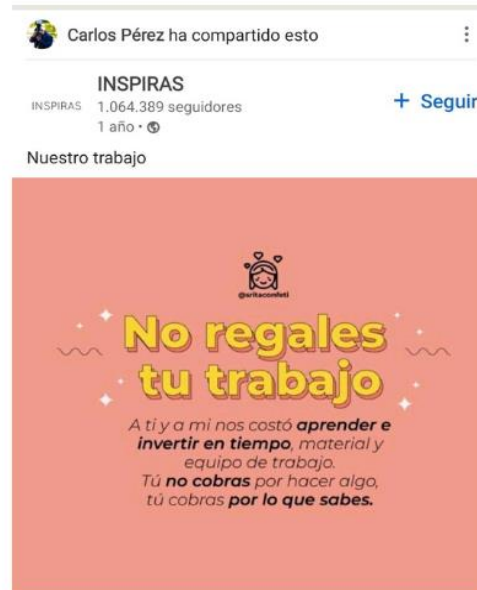 Carlos Pérez ha compartido esto
INSPIRAS
INSPIRAS
1.064.389 seguidores
+ Seguir
1 año •
Nuestro trabajo
@sritaconfeti
No regales
tu trabajo
A ti y a mi nos costó aprender e
invertir en tiempo, material y
equipo de trabajo.
Tú no cobras por hacer algo,
tú cobras por lo que sabes.